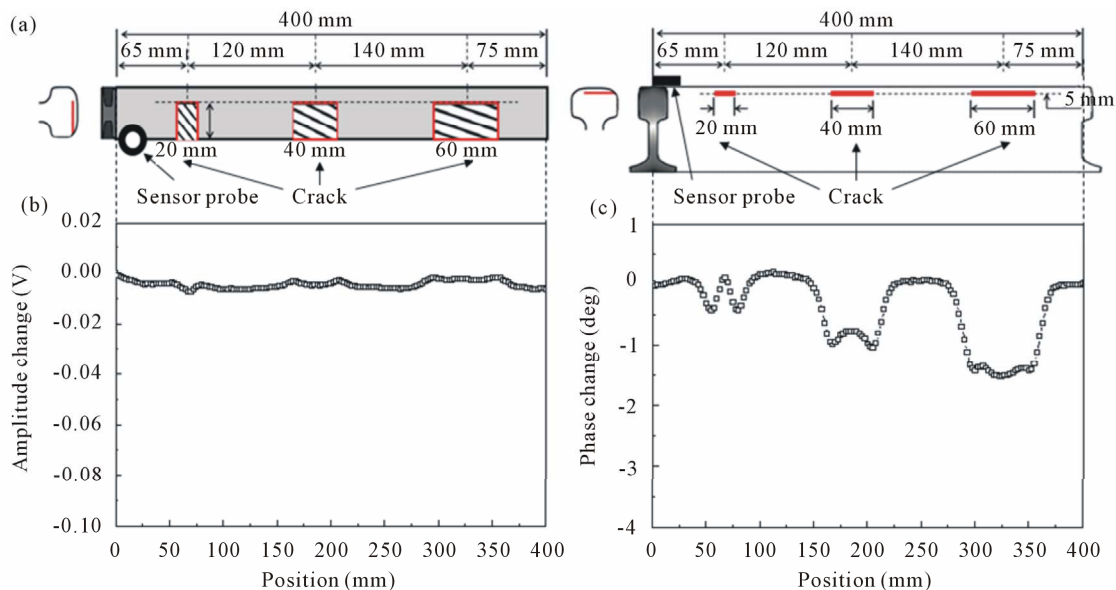 (a)
400 mm
65 mm 120 mm 140 mm 75 mm
20 mm 40 mm 60 mm
Sensor probe Crack
400 mm
65 mm 120 mm 140 mm 75 mm
5 mm
20 mm 40 mm 60 mm
Sensor probe Crack
(b)
Amplitude change (V)
0.02
0.00
-0.02
-0.04
-0.06
-0.08
-0.10
0 50 100 150 200 250 300 350 400
Position (mm)
(c)
Phase change (deg)
1
0
-1
-2
-3
-4
0 50 100 150 200 250 300 350 400
Position (mm)